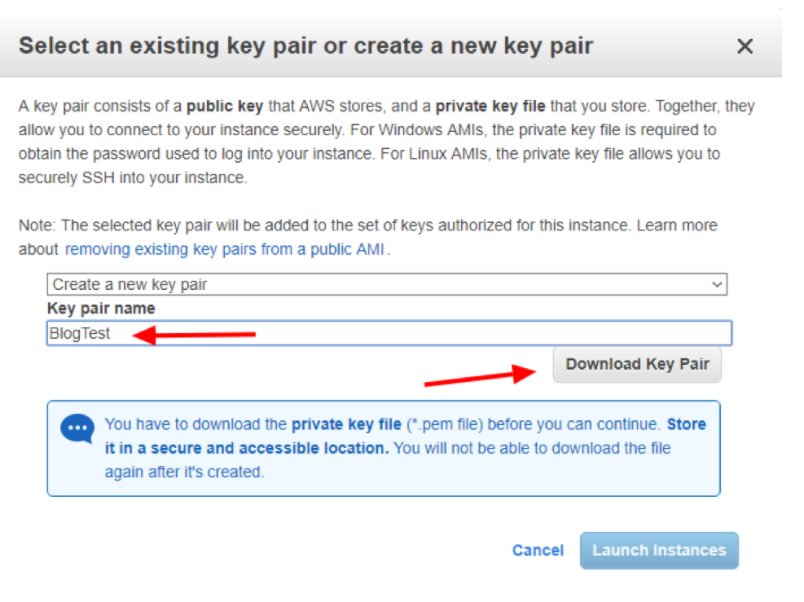 Select an existing key pair or create a new key pair
A key pair consists of a public key that AWS stores, and a private key file that you store. Together, they
allow you to connect to your instance securely. For Windows AMIs, the private key file is required to
obtain the password used to log into your instance. For Linux AMIs, the private key file allows you to
securely SSH into your instance.
Note: The selected key pair will be added to the set of keys authorized for this instance. Learn more
about removing existing key pairs from a public AMI.
Create a new key pair
Key pair name
BlogTest
Download Key Pair
You have to download the private key file (*.pem file) before you can continue. Store
it in a secure and accessible location. You will not be able to download the file
again after it's created.
Cancel Launch Instances